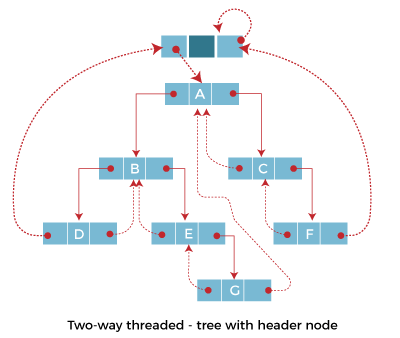 A
B
C
D
E
F
G
Two-way threaded - tree with header node